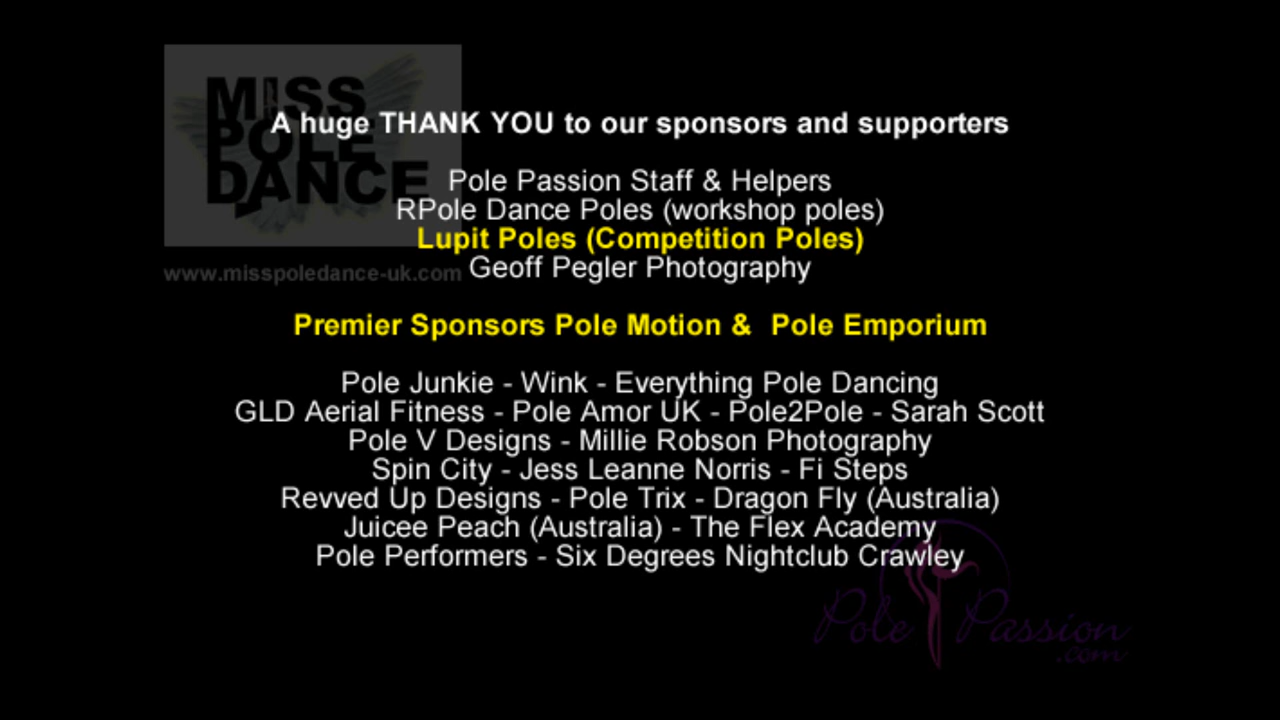 MISS
POLE
DANCE
www.misspoledance-uk.com
A huge THANK YOU to our sponsors and supporters
Pole Passion Staff & Helpers
RPole Dance Poles (workshop poles)
Lupit Poles (Competition Poles)
Geoff Pegler Photography
Premier Sponsors Pole Motion &  Pole Emporium
Pole Junkie - Wink - Everything Pole Dancing
GLD Aerial Fitness - Pole Amor UK - Pole2Pole - Sarah Scott
Pole V Designs - Millie Robson Photography
Spin City - Jess Leanne Norris - Fi Steps
Revved Up Designs - Pole Trix - Dragon Fly (Australia)
Juicee Peach (Australia) - The Flex Academy
Pole Performers - Six Degrees Nightclub Crawley
Pole Passion
.com